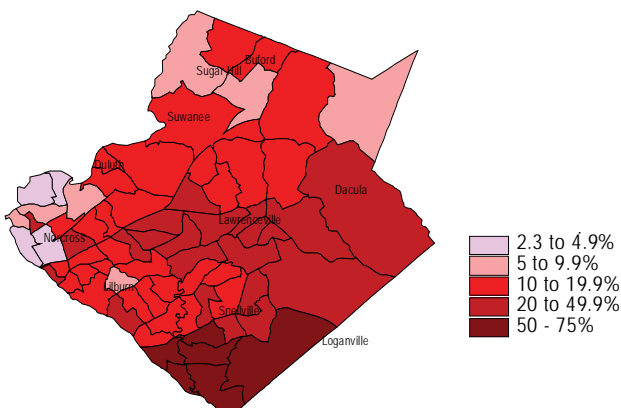 Buford
Sugar Hill
Suwanee
Duluth
Dacula
Lawrenceville
Norcross
Lilburn
Snellville
Loganville
2.3 to 4.9%
5 to 9.9%
10 to 19.9%
20 to 49.9%
50 - 75%